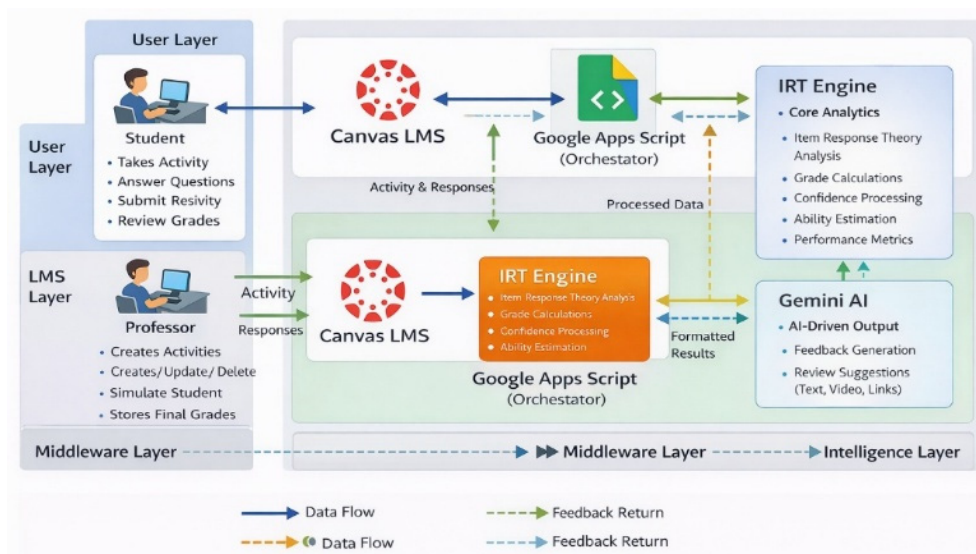 User Layer
Student
• Takes Activity
• Answer Questions
• Submit Resivity
• Review Grades
User
Layer
LMS
Layer
Professor
• Creates Activities
• Creates/Update/Delete
• Simulate Student
• Stores Final Grades
Canvas LMS
Google Apps Script
(Orchestrator)
Activity & Responses
Processed Data
IRT Engine
• Core Analytics
• Item Response Theory
Analysis
• Grade Calculations
• Confidence Processing
• Ability Estimation
• Performance Metrics
Activity
Responses
Canvas LMS
IRT Engine
• Item Response Theory Analysis
• Grade Calculations
• Confidence Processing
• Ability Estimation
Google Apps Script
(Orchestrator)
Formatted
Results
Gemini AI
• AI-Driven Output
• Feedback Generation
• Review Suggestions
(Text, Video, Links)
Middleware Layer
Middleware Layer
Intelligence Layer
Data Flow
Feedback Return
Data Flow
Feedback Return